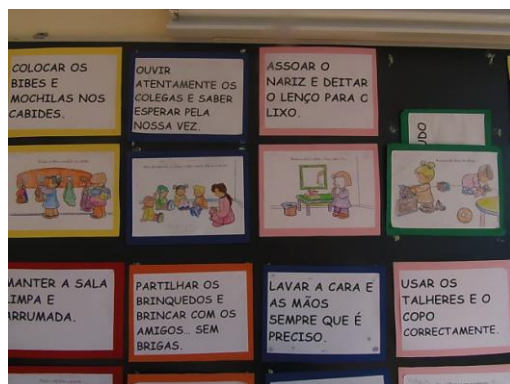 COLOCAR OS
BIBES E
MOCHILAS NOS
CABIDES.
OUVIR
ATENTAMENTE OS
COLEGAS E SABER
ESPERAR PELA
NOSSA VEZ.
ASSOAR O
NARIZ E DEITAR
O LENÇO PARA O
LIXO.
UDO
MANTER A SALA
LIMPA E
ARRUMADA.
PARTILHAR OS
BRINQUEDOS E
BRINCAR COM OS
AMIGOS... SEM
BRIGAS.
LAVAR A CARA E
AS MÃOS
SEMPRE QUE É
PRECISO.
USAR OS
TALHERES E O
COPO
CORRECTAMENTE.